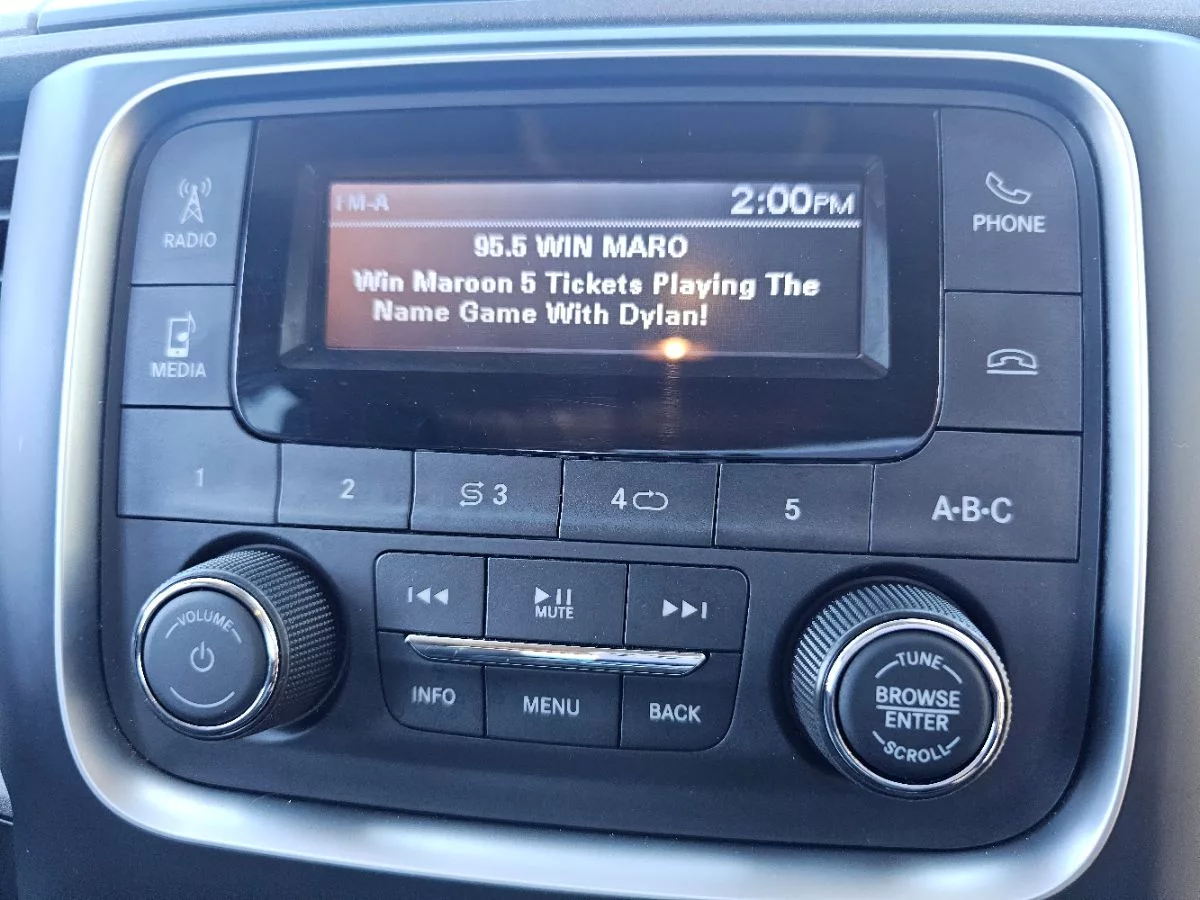 FM-A
2:00PM
95.5 WIN MARO
Win Maroon 5 Tickets Playing The
Name Game With Dylan!
RADIO
MEDIA
PHONE
1
2
3
4
5
A·B·C
VOLUME
MUTE
INFO
MENU
BACK
TUNE
BROWSE
ENTER
SCROLL